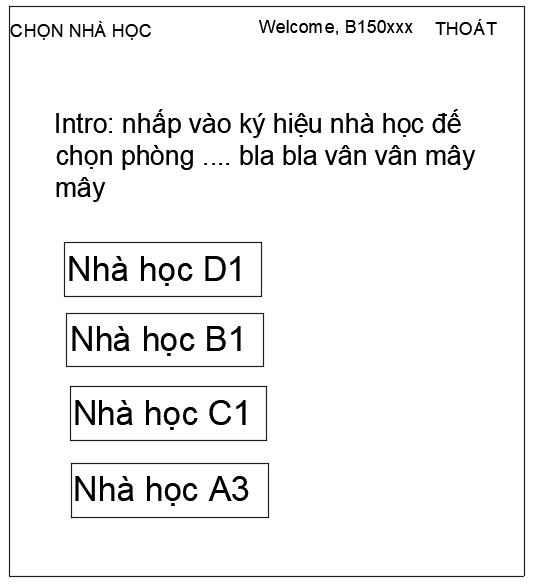 CHỌN NHÀ HỌC Welcome, B150xxx THOÁT
Intro: nhấp vào ký hiệu nhà học để
chọn phòng .... bla bla vân vân mây
mây
Nhà học D1
Nhà học B1
Nhà học C1
Nhà học A3